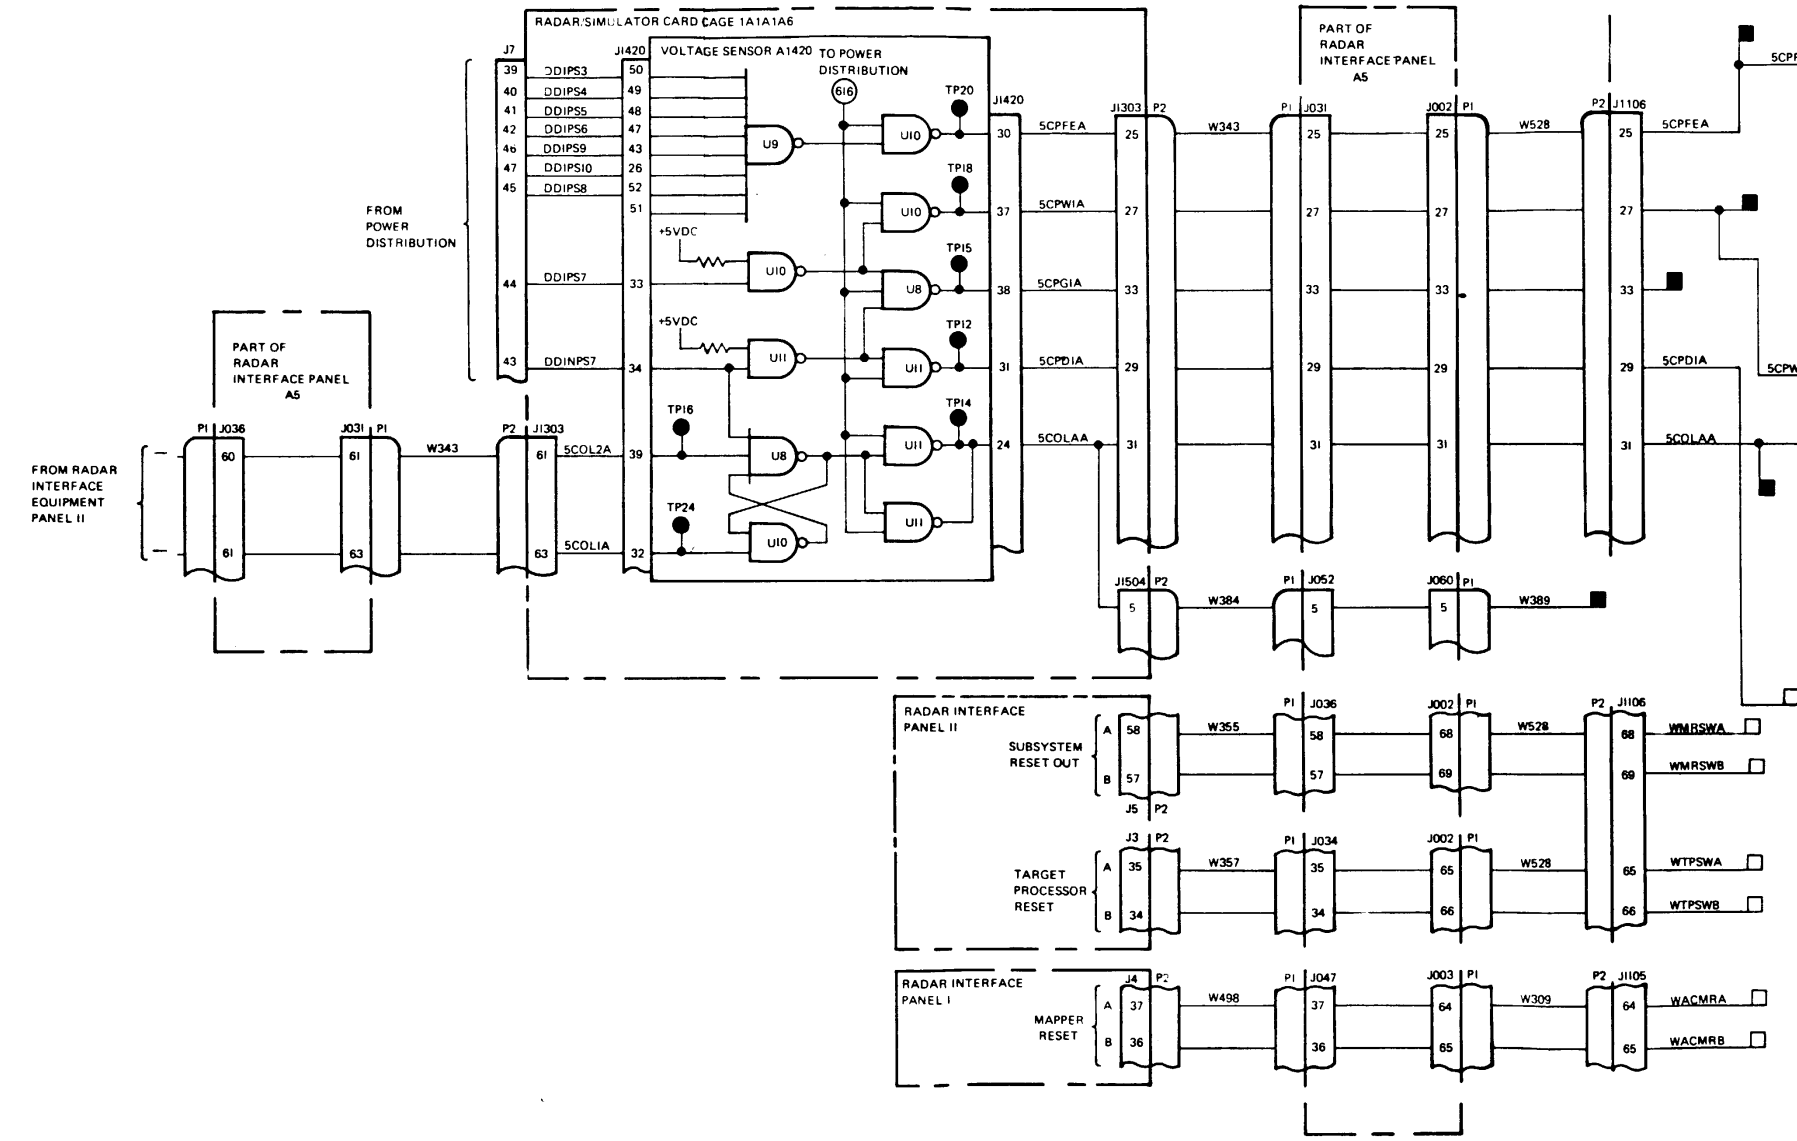 RADAR/SIMULATOR CARD CAGE 1A1A1A6
VOLTAGE SENSOR A1420
TO POWER
DISTRIBUTION
616
PART OF
RADAR
INTERFACE PANEL
A5
J7
J1420
39 DDIPS3 50
40 DDIPS4 49
41 DDIPS5 48
42 DDIPS6 47
46 DDIPS9 43
47 DDIPS10 26
45 DDIPS8 52
51
FROM
POWER
DISTRIBUTION
44 DDIPS7 33
43 DDINPS7 34
+5VDC
+5VDC
U9
U10
U11
U8
U10
U10
U10
U8
U11
U11
U11
TP20
TP18
TP15
TP12
TP14
TP16
TP24
J1420
30 5CPFEA
37 5CPWIA
38 5CPGIA
31 5CPDIA
24 5COLAA
J1303 P2
25
27
33
29
31
W343
P1 J031
25
27
33
29
31
J002 P1
25
27
33
29
31
W528
P2 J1106
25 5CPFEA
27
33
29 5CPDIA
31 5COLAA
5CPF
5CPW
PART OF
RADAR
INTERFACE PANEL
A5
FROM RADAR
INTERFACE
EQUIPMENT
PANEL II
P1 J036
60
61
J031 P1
61
63
W343
P2 J1303
61 5COL2A 39
63 5COL1A 32
J1504 P2
5
W384
P1 J052
5
J060 P1
5
W389
RADAR INTERFACE
PANEL II
SUBSYSTEM
RESET OUT
A 58
B 57
J5 P2
W355
P1 J036
58
57
J002 P1
68
69
W528
P2 J1106
68 WMRSWA
69 WMRSWB
J3 P2
TARGET
PROCESSOR
RESET
A 35
B 34
W357
P1 J034
35
34
J002 P1
65
66
W528
65 WTPSWA
66 WTPSWB
RADAR INTERFACE
PANEL I
J4 P2
MAPPER
RESET
A 37
B 36
W498
P1 J047
37
36
J003 P1
64
65
W309
P2 J1105
64 WACMRA
65 WACMRB